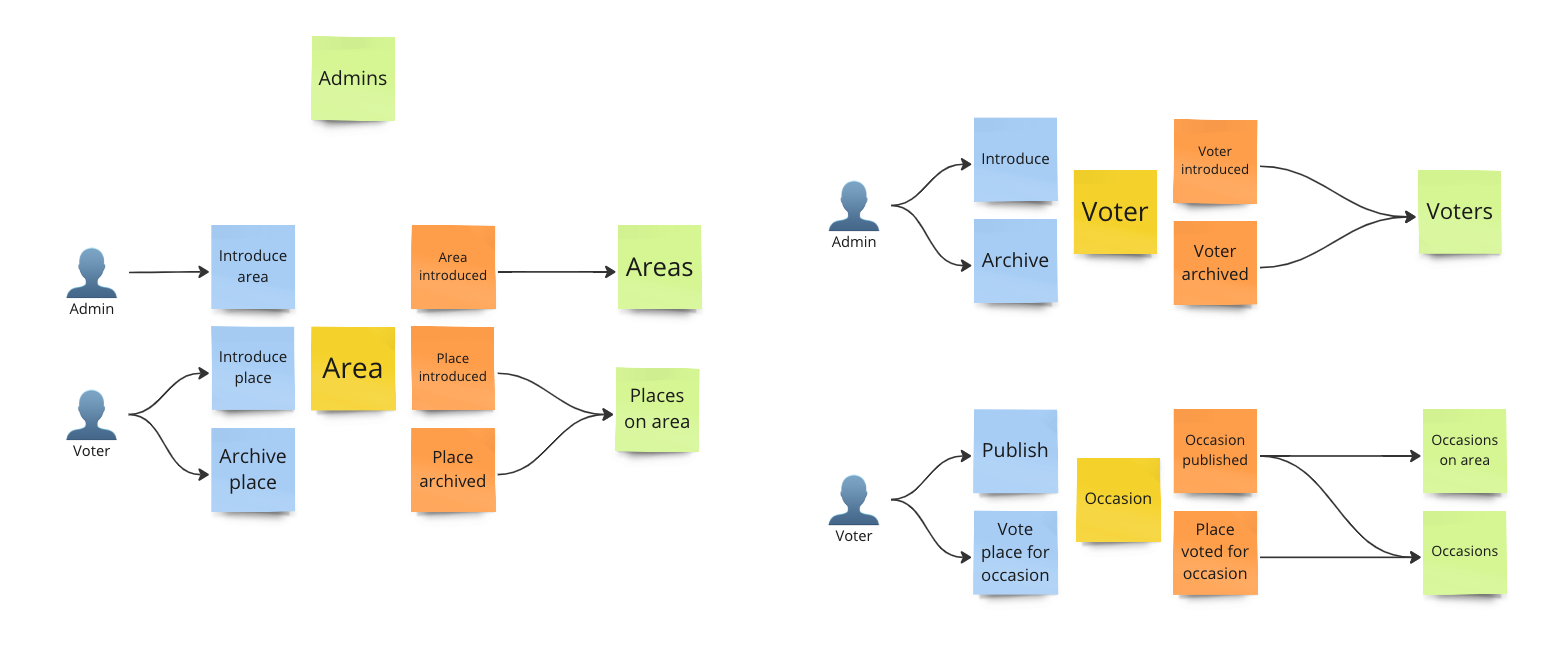 Admins
Admin
Introduce
area
Area
introduced
Areas
Voter
Introduce
place
Archive
place
Area
Place
introduced
Place
archived
Places
on area
Admin
Introduce
Archive
Voter
Voter
introduced
Voter
archived
Voters
Voter
Publish
Vote
place for
occasion
Occasion
Occasion
published
Place
voted for
occasion
Occasions
on area
Occasions